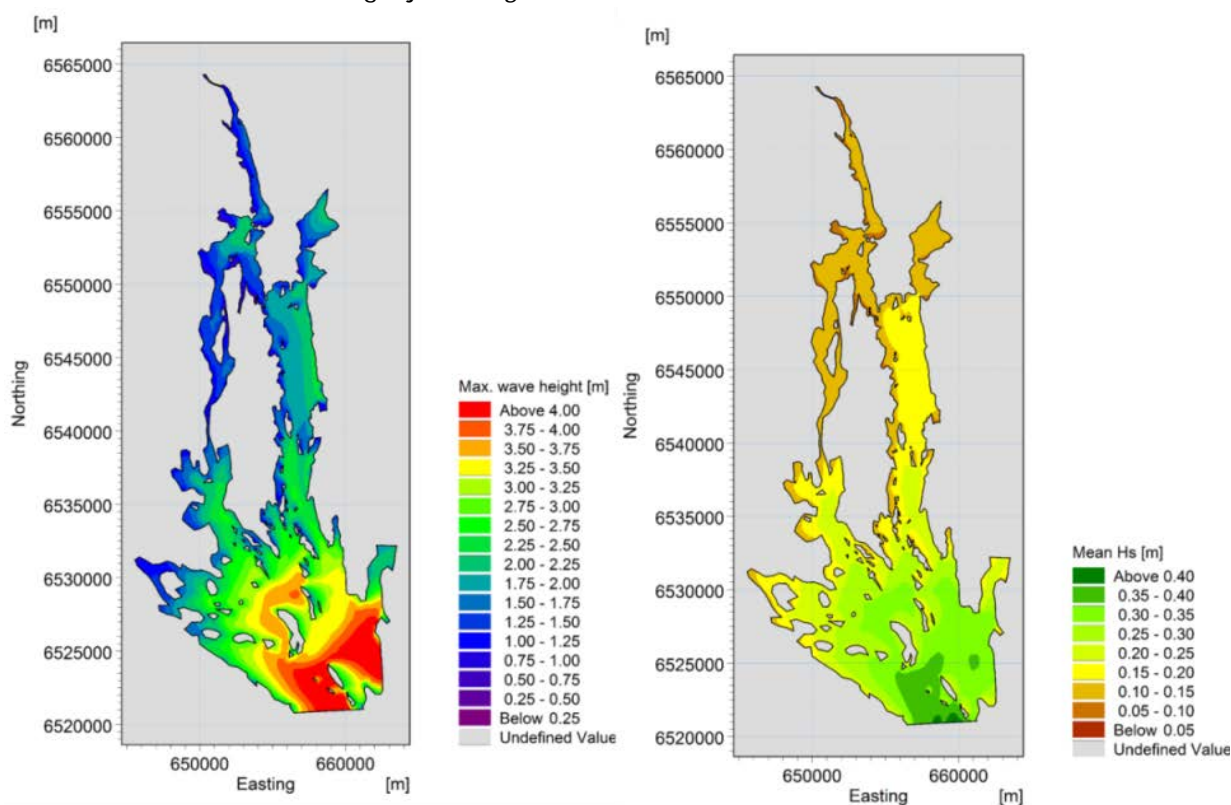 [m]
6565000
6560000
6555000
6550000
6545000
6540000
6535000
6530000
6525000
6520000
Northing
650000 660000
Easting [m]
Max. wave height [m]
Above 4.00
3.75 - 4.00
3.50 - 3.75
3.25 - 3.50
3.00 - 3.25
2.75 - 3.00
2.50 - 2.75
2.25 - 2.50
2.00 - 2.25
1.75 - 2.00
1.50 - 1.75
1.25 - 1.50
1.00 - 1.25
0.75 - 1.00
0.50 - 0.75
0.25 - 0.50
Below 0.25
Undefined Value
[m]
6565000
6560000
6555000
6550000
6545000
6540000
6535000
6530000
6525000
6520000
Northing
650000 660000
Easting [m]
Mean Hs [m]
Above 0.40
0.35 - 0.40
0.30 - 0.35
0.25 - 0.30
0.20 - 0.25
0.15 - 0.20
0.10 - 0.15
0.05 - 0.10
Below 0.05
Undefined Value